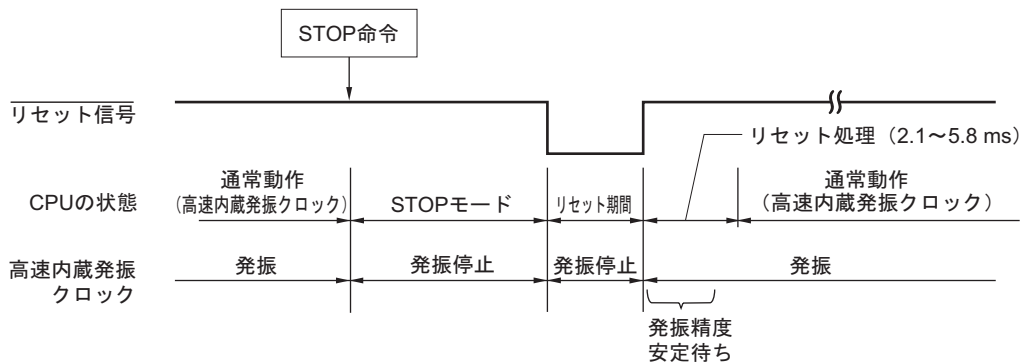 STOP命令
リセット信号
リセット処理（2.1～5.8 ms）
CPUの状態
通常動作
（高速内蔵発振クロック）
STOPモード
リセット期間
通常動作
（高速内蔵発振クロック）
高速内蔵発振
クロック
発振
発振停止
発振停止
発振
発振精度
安定待ち